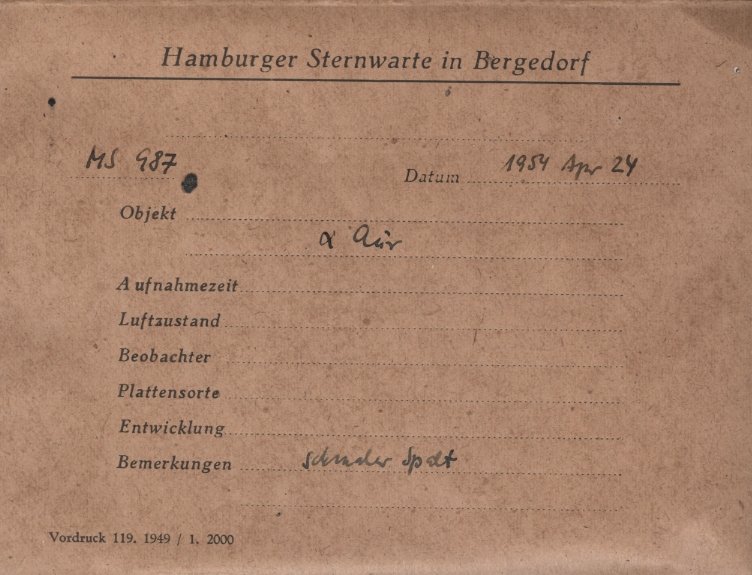 Hamburger Sternwarte in Bergedorf
MS 987
Datum 1954 Apr 24
Objekt
α Aur
Aufnahmezeit
Luftzustand
Beobachter
Plattensorte
Entwicklung
Bemerkungen schmaler Spalt
Vordruck 119. 1949 / 1. 2000